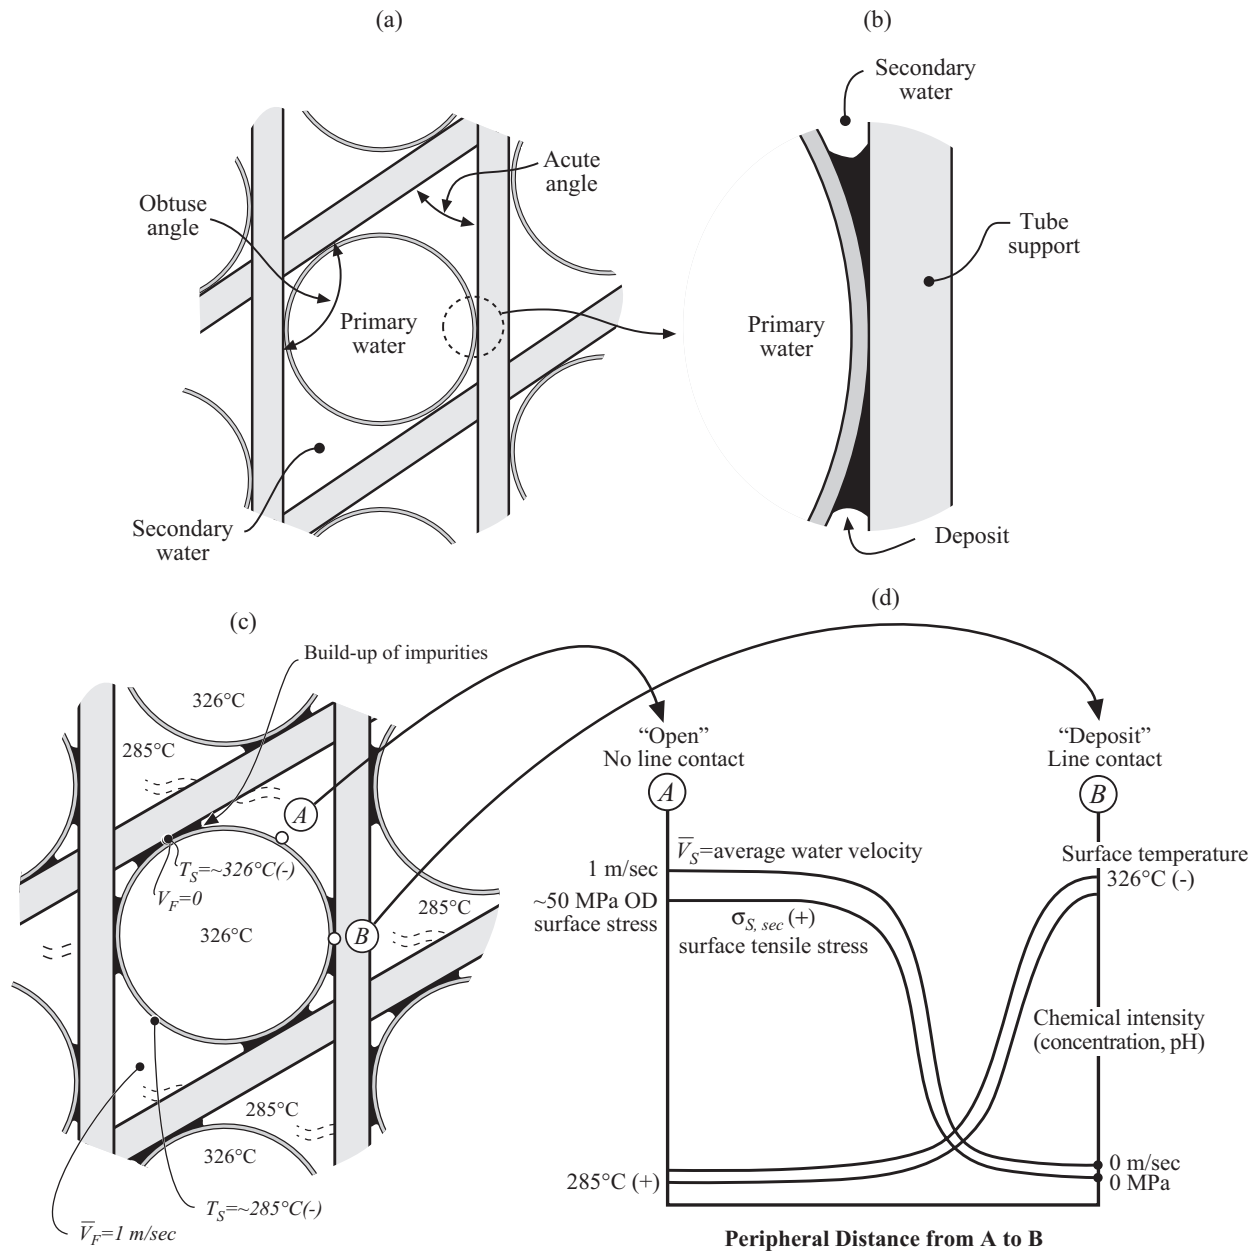 (a)
(b)
Secondary
water
Acute
angle
Obtuse
angle
Primary
water
Secondary
water
Primary
water
Tube
support
Deposit
(c)
(d)
Build-up of impurities
326°C
285°C
A
T_S=~326°C(-)
V_F=0
326°C
B
285°C
285°C
326°C
T_S=~285°C(-)
V̅_F=1 m/sec
“Open”
No line contact
A
“Deposit”
Line contact
B
V̅_S=average water velocity
1 m/sec
~50 MPa OD
surface stress
σ_S, sec (+)
surface tensile stress
Surface temperature
326°C (-)
Chemical intensity
(concentration, pH)
285°C (+)
0 m/sec
0 MPa
Peripheral Distance from A to B